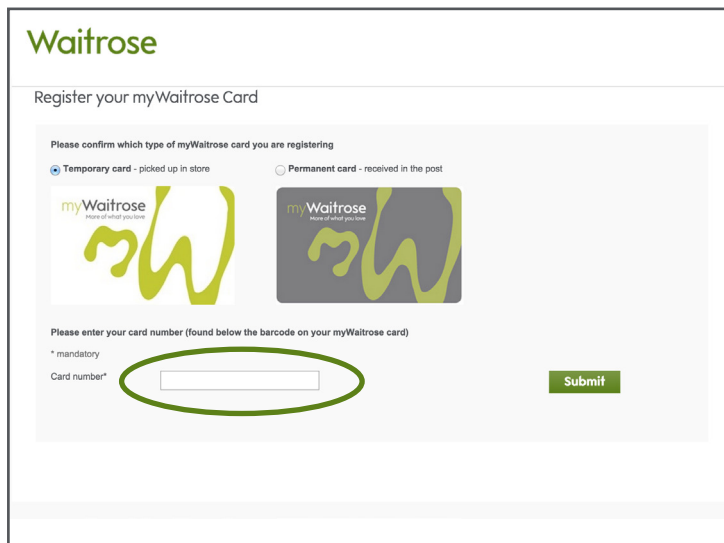 Waitrose
Register your myWaitrose Card
Please confirm which type of myWaitrose card you are registering
Temporary card - picked up in store
Permanent card - received in the post
myWaitrose
More of what you love
mW
myWaitrose
More of what you love
mW
Please enter your card number (found below the barcode on your myWaitrose card)
* mandatory
Card number*
Submit